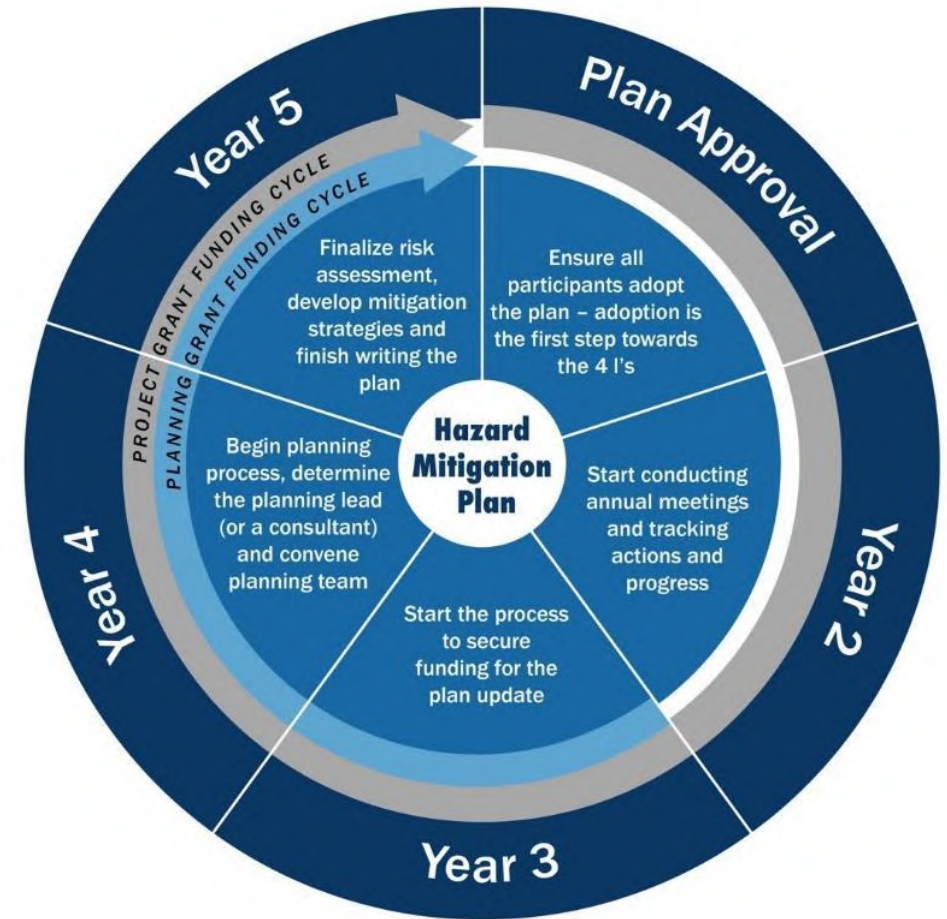 Plan Approval
Ensure all
participants adopt
the plan – adoption is
the first step towards
the 4 I's
Year 2
Start conducting
annual meetings
and tracking
actions and
progress
Year 3
Start the process
to secure
funding for the
plan update
Year 4
Begin planning
process, determine
the planning lead
(or a consultant)
and convene
planning team
Year 5
Finalize risk
assessment,
develop mitigation
strategies and
finish writing the
plan
PROJECT GRANT FUNDING CYCLE
PLANNING GRANT FUNDING CYCLE
Hazard
Mitigation
Plan